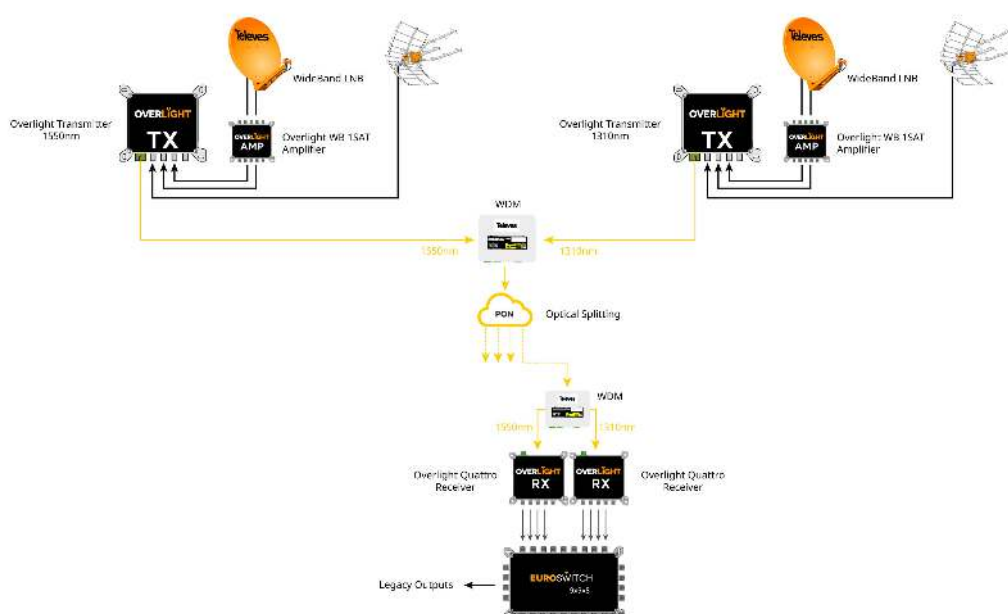 Televes
WideBand LNB
Overlight Transmitter
1550nm
OVERLIGHT
TX
OVERLIGHT
AMP
Overlight WB 1SAT
Amplifier
Televes
WideBand LNB
Overlight Transmitter
1310nm
OVERLIGHT
TX
OVERLIGHT
AMP
Overlight WB 1SAT
Amplifier
WDM
Televes
1550nm
1310nm
PON
Optical Splitting
Televes
WDM
1550nm
1310nm
Overlight Quattro
Receiver
OVERLIGHT
RX
OVERLIGHT
RX
Overlight Quattro
Receiver
Legacy Outputs
EUROSWITCH